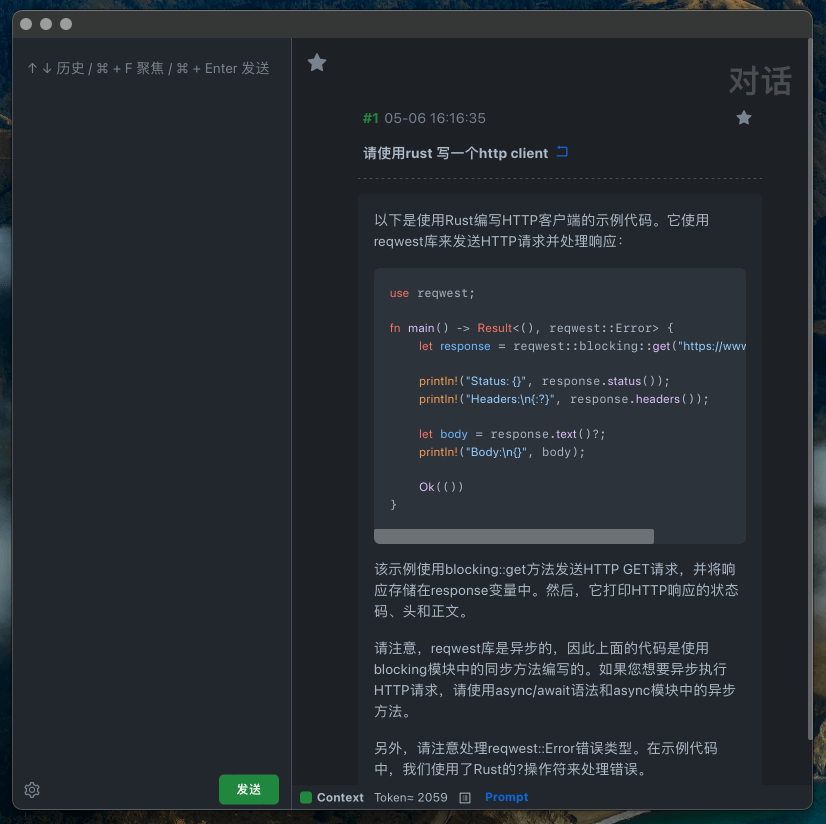 ↑ ↓ 历史 / ⌘ + F 聚焦 / ⌘ + Enter 发送
对话
#1 05-06 16:16:35
请使用rust 写一个http client
以下是使用Rust编写HTTP客户端的示例代码。它使用
reqwest库来发送HTTP请求并处理响应：
use reqwest;
fn main() -> Result<(), reqwest::Error> {
let response = reqwest::blocking::get("https://www
println!("Status: {}", response.status());
println!("Headers:\n{:?}", response.headers());
let body = response.text()?;
println!("Body:\n{}", body);
Ok(())
}
该示例使用blocking::get方法发送HTTP GET请求，并将响
应存储在response变量中。然后，它打印HTTP响应的状态
码、头和正文。
请注意，reqwest库是异步的，因此上面的代码是使用
blocking模块中的同步方法编写的。如果您想要异步执行
HTTP请求，请使用async/await语法和async模块中的异步
方法。
另外，请注意处理reqwest::Error错误类型。在示例代码
中，我们使用了Rust的?操作符来处理错误。
发送
Context Token≈ 2059 Prompt